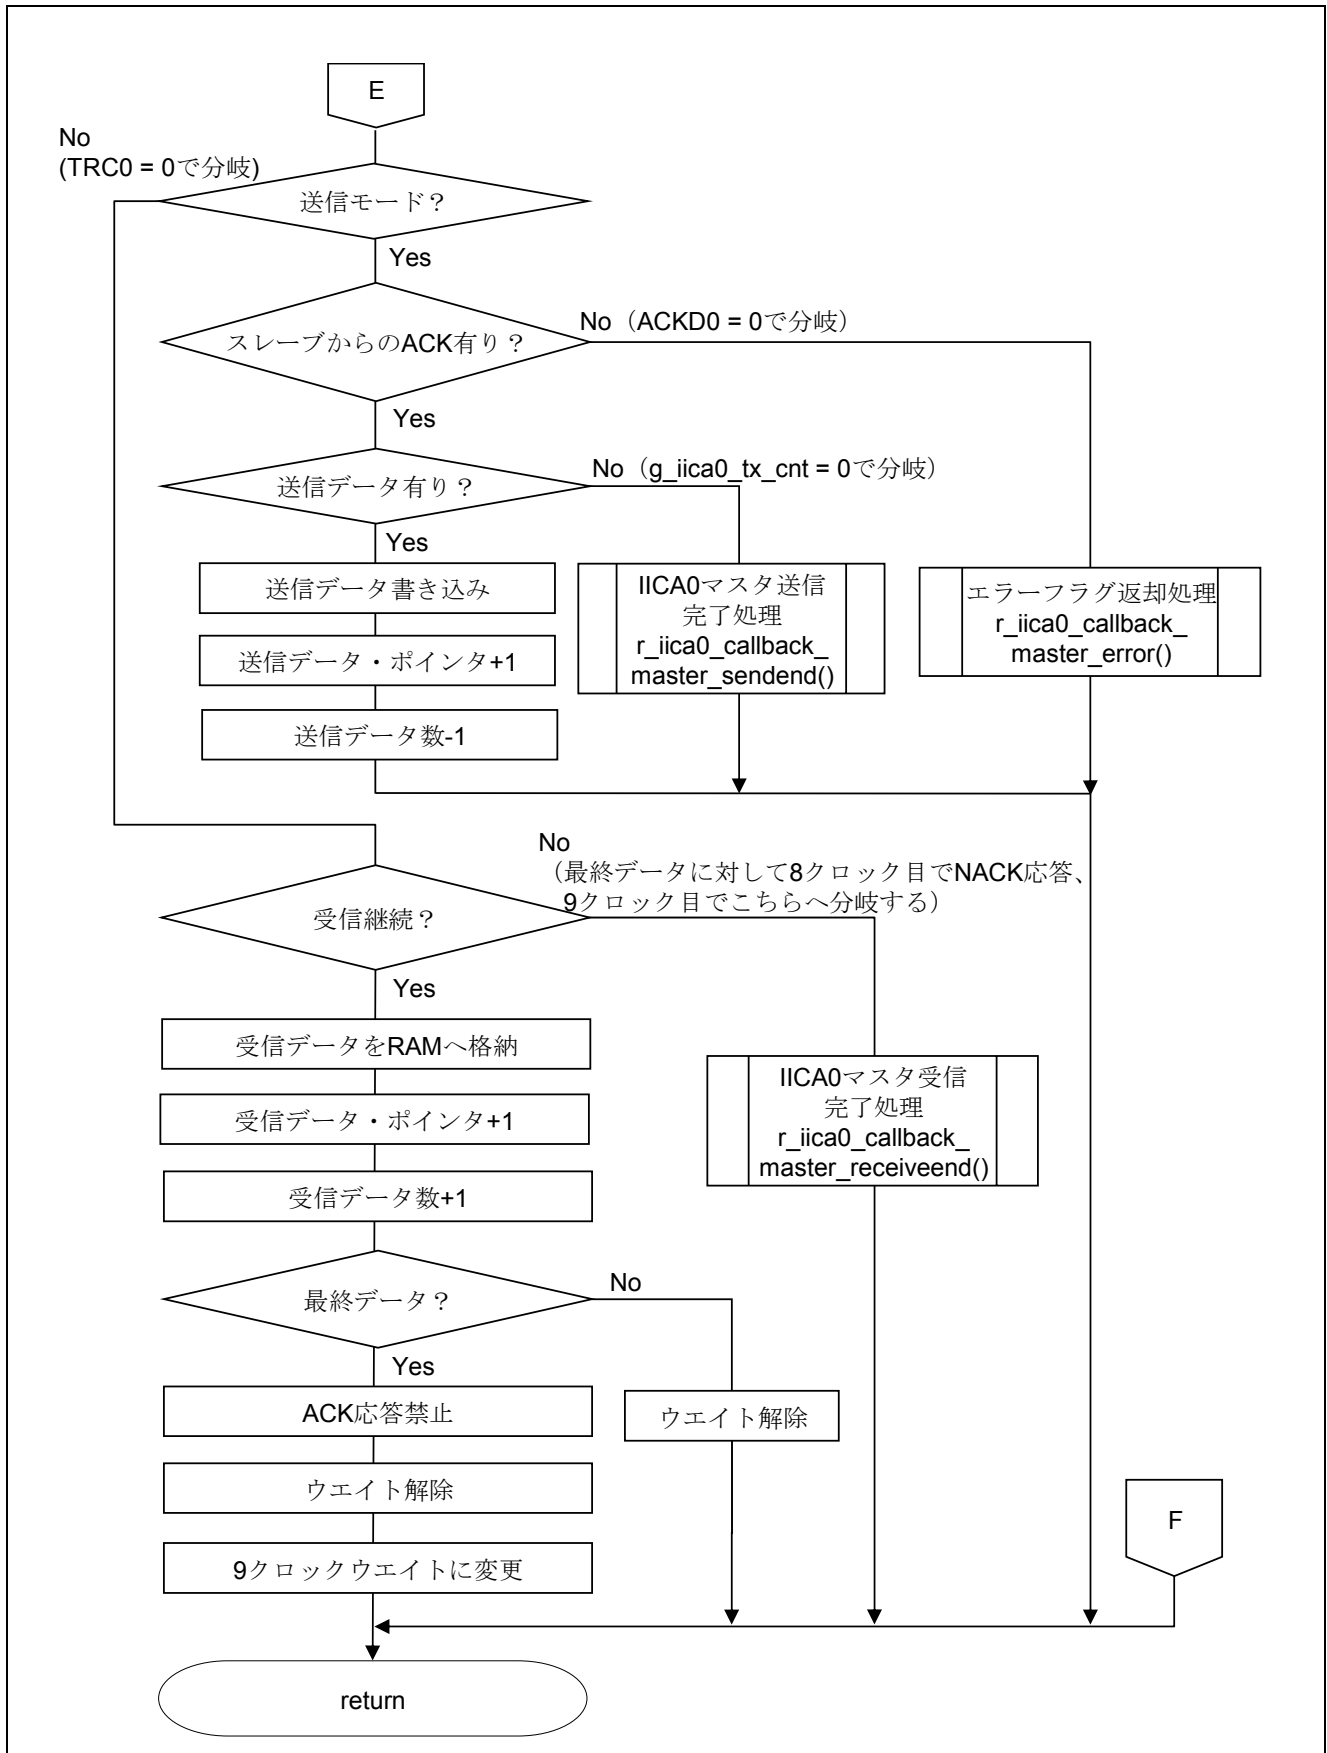 E
No
(TRC0 = 0で分岐)
送信モード？
Yes
スレーブからのACK有り？
No（ACKD0 = 0で分岐）
Yes
送信データ有り？
No（g_iica0_tx_cnt = 0で分岐）
Yes
送信データ書き込み
送信データ・ポインタ+1
送信データ数-1
IICA0マスタ送信
完了処理
r_iica0_callback_
master_sendend()
エラーフラグ返却処理
r_iica0_callback_
master_error()
No
（最終データに対して8クロック目でNACK応答、
9クロック目でこちらへ分岐する）
受信継続？
Yes
受信データをRAMへ格納
受信データ・ポインタ+1
受信データ数+1
IICA0マスタ受信
完了処理
r_iica0_callback_
master_receiveend()
最終データ？
No
Yes
ACK応答禁止
ウエイト解除
ウエイト解除
9クロックウエイトに変更
F
return